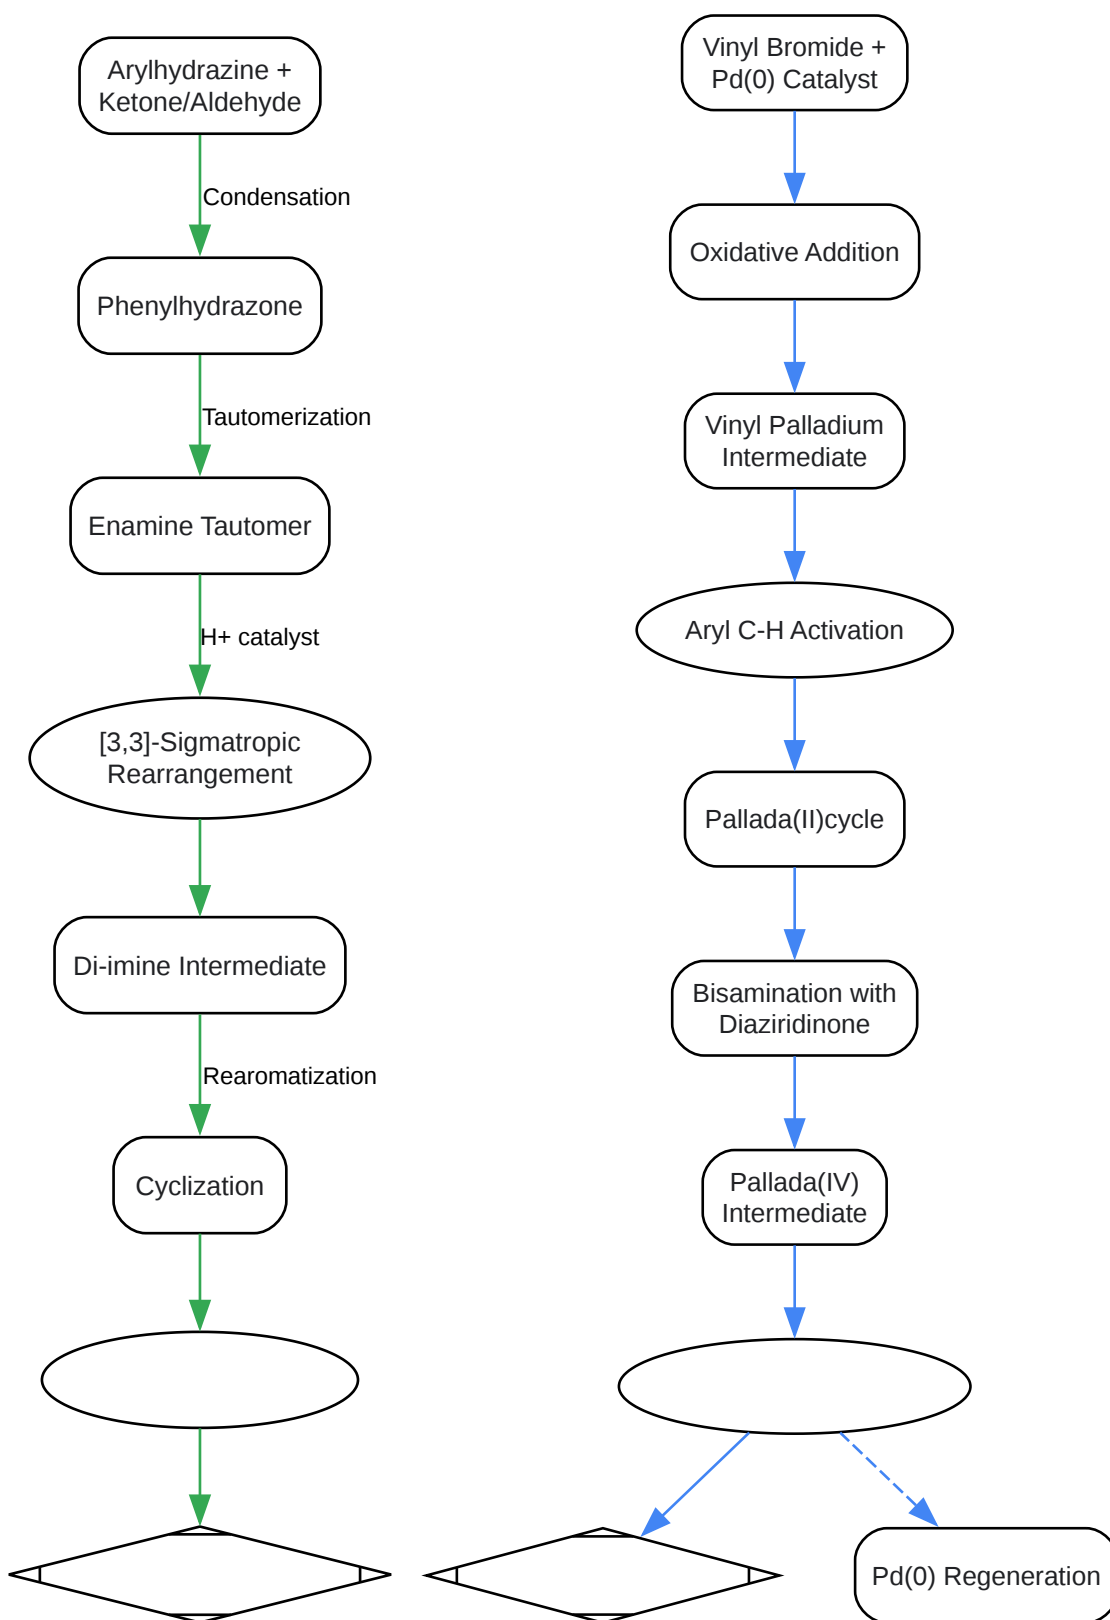 Arylhydrazine +
Ketone/Aldehyde
Condensation
Phenylhydrazone
Tautomerization
Enamine Tautomer
H+ catalyst
[3,3]-Sigmatropic
Rearrangement
Di-imine Intermediate
Rearomatization
Cyclization
Vinyl Bromide +
Pd(0) Catalyst
Oxidative Addition
Vinyl Palladium
Intermediate
Aryl C-H Activation
Pallada(II)cycle
Bisamination with
Diaziridinone
Pallada(IV)
Intermediate
Pd(0) Regeneration